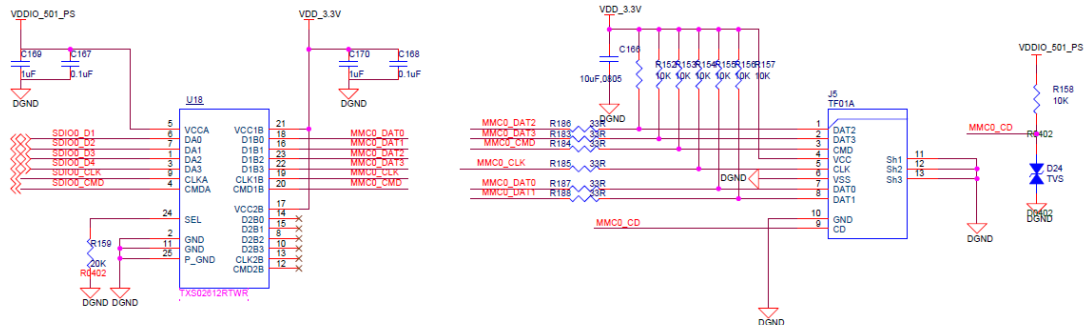 VDDIO_501_PS
VDD_3.3V
C169
1uF
C167
0.1uF
C170
1uF
C168
0.1uF
DGND
DGND
U18
SDIO0_D1
SDIO0_D2
SDIO0_D3
SDIO0_D4
SDIO0_CLK
SDIO0_CMD
5 VCCA
6 DA0
7 DA1
1 DA2
3 DA3
9 CLKA
4 CMDA
24 SEL
2 GND
11 GND
25 P_GND
VCC1B 21
D1B0 18
D1B1 16
D1B2 23
D1B3 22
CLK1B 19
CMD1B 20
VCC2B 17
D2B0 14
D2B1 15
D2B2 8
D2B3 10
CLK2B 13
CMD2B 12
MMC0_DAT0
MMC0_DAT1
MMC0_DAT2
MMC0_DAT3
MMC0_CLK
MMC0_CMD
R159
20K
R0402
DGND
DGND
TXS02612RTWR
VDD_3.3V
C166
10uF,0805
DGND
R152
10K
R153
10K
R154
10K
R155
10K
R156
10K
R157
10K
MMC0_DAT2 R186 33R
MMC0_DAT3 R183 33R
MMC0_CMD R184 33R
MMC0_CLK R185 33R
MMC0_DAT0 R187 33R
MMC0_DAT1 R188 33R
DGND
MMC0_CD
DGND
J5
TF01A
1 DAT2
2 DAT3
3 CMD
4 VCC
5 CLK
6 VSS
7 DAT0
8 DAT1
10 GND
9 CD
Sh1 11
Sh2 12
Sh3 13
DGND
VDDIO_501_PS
R158
10K
R0402
MMC0_CD
D24
TVS
D0402
DGND